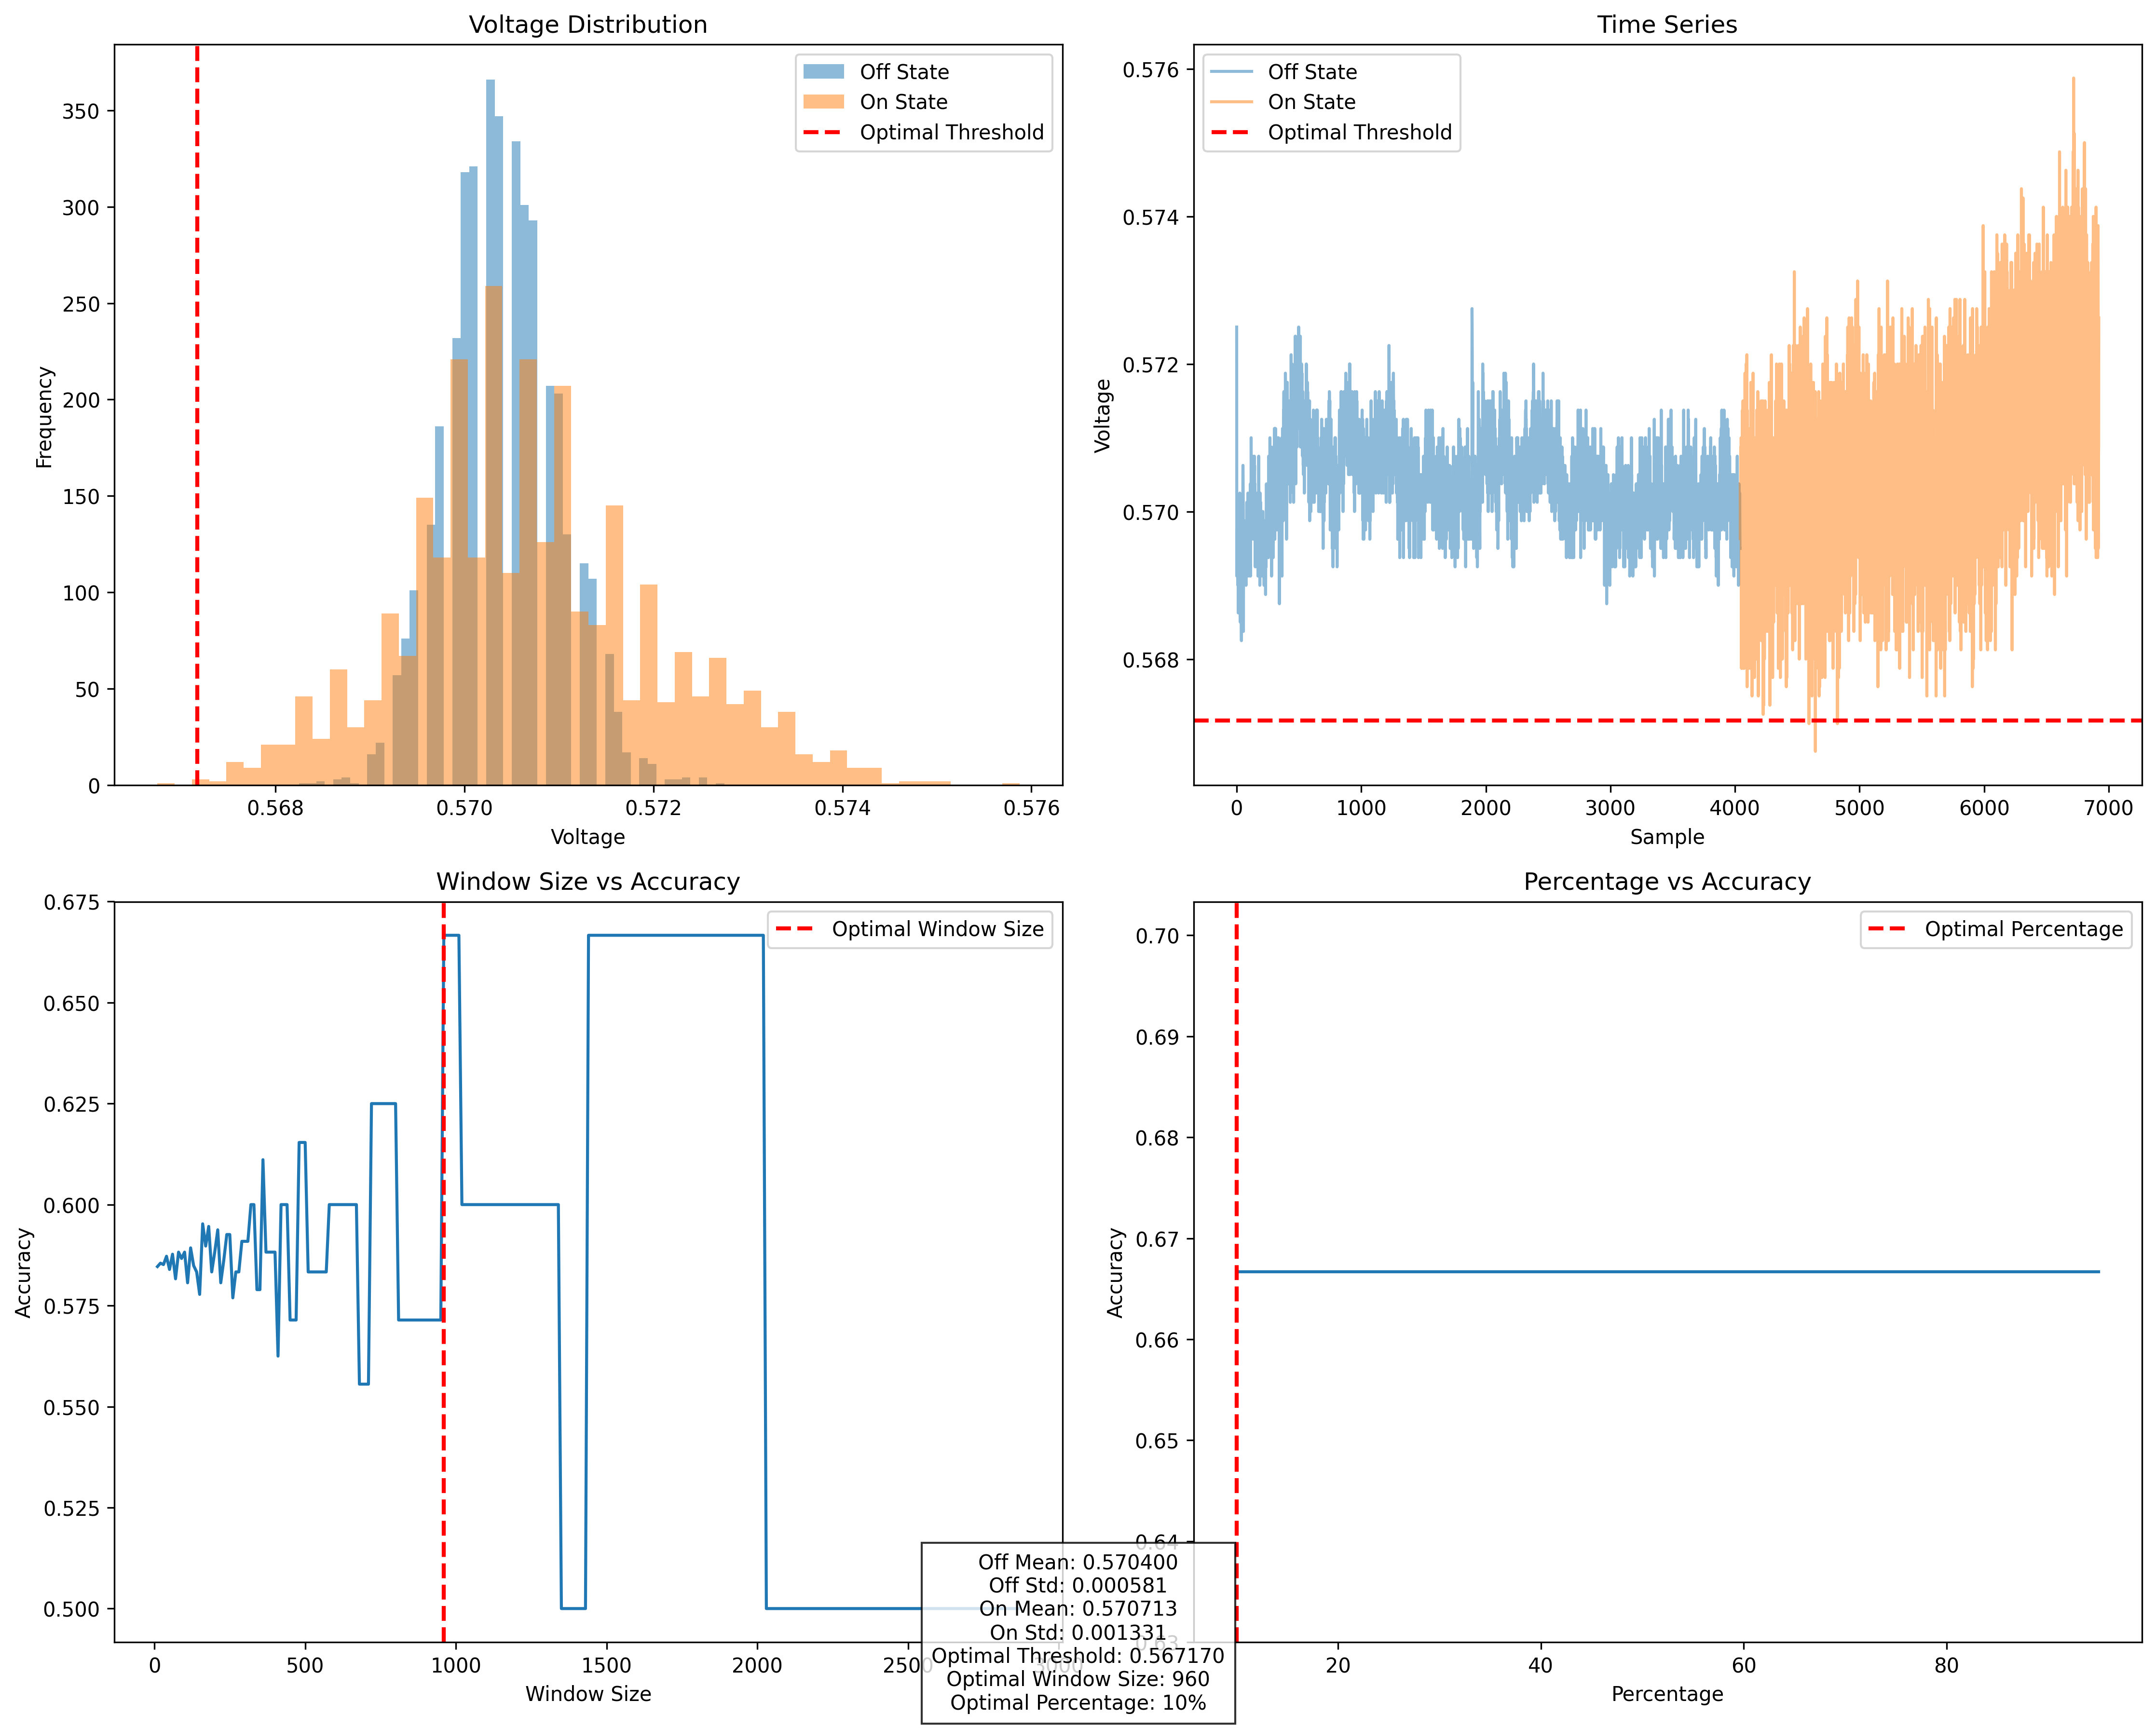 Voltage Distribution
Off State
On State
Optimal Threshold
350
300
250
200
150
100
50
0
Frequency
0.568
0.570
0.572
0.574
0.576
Voltage
Time Series
Off State
On State
Optimal Threshold
0.576
0.574
0.572
0.570
0.568
Voltage
0
1000
2000
3000
4000
5000
6000
7000
Sample
Window Size vs Accuracy
Optimal Window Size
0.675
0.650
0.625
0.600
0.575
0.550
0.525
0.500
Accuracy
0
500
1000
1500
2000
2500
3000
Window Size
Percentage vs Accuracy
Optimal Percentage
0.70
0.69
0.68
0.67
0.66
0.65
0.64
0.63
Accuracy
20
40
60
80
Percentage
Off Mean: 0.570400
Off Std: 0.000581
On Mean: 0.570713
On Std: 0.001331
Optimal Threshold: 0.567170
Optimal Window Size: 960
Optimal Percentage: 10%